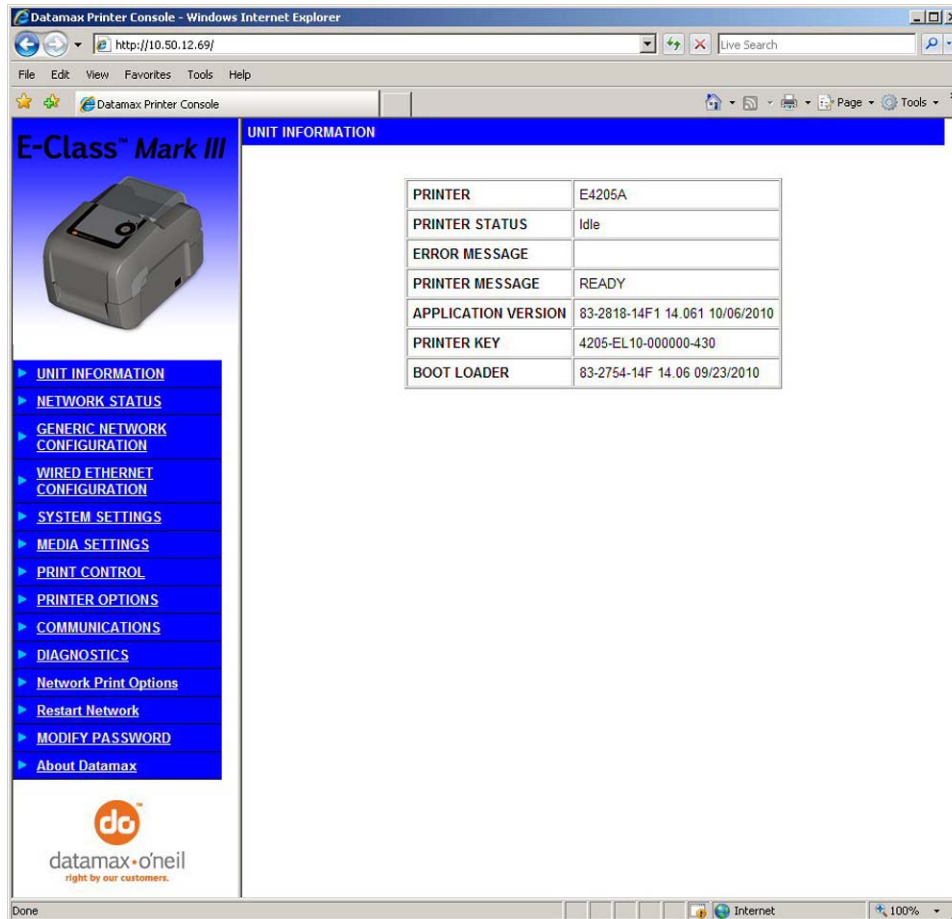 Datamax Printer Console - Windows Internet Explorer
http://10.50.12.69/
Live Search
File Edit View Favorites Tools Help
Datamax Printer Console
Page Tools
E-Class™ Mark III
UNIT INFORMATION
NETWORK STATUS
GENERIC NETWORK
CONFIGURATION
WIRED ETHERNET
CONFIGURATION
SYSTEM SETTINGS
MEDIA SETTINGS
PRINT CONTROL
PRINTER OPTIONS
COMMUNICATIONS
DIAGNOSTICS
Network Print Options
Restart Network
MODIFY PASSWORD
About Datamax
do™
datamax•o'neil
right by our customers.
UNIT INFORMATION
PRINTER E4205A
PRINTER STATUS Idle
ERROR MESSAGE
PRINTER MESSAGE READY
APPLICATION VERSION 83-2818-14F1 14.061 10/06/2010
PRINTER KEY 4205-EL10-000000-430
BOOT LOADER 83-2754-14F 14.06 09/23/2010
Done Internet 100%